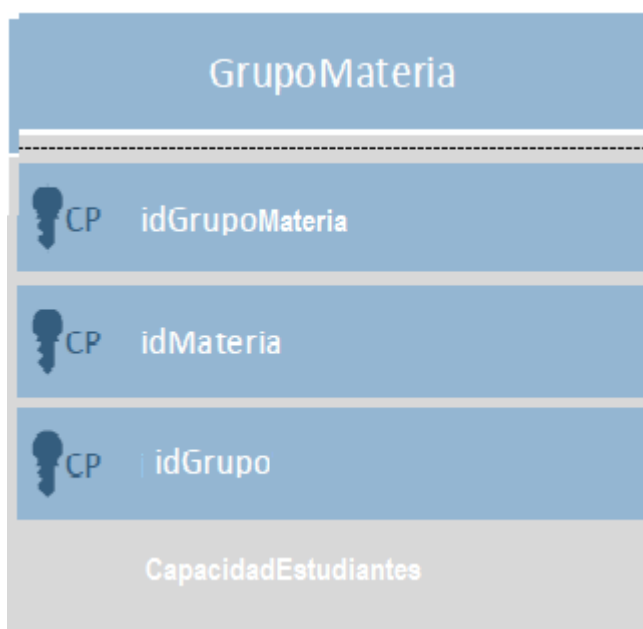 GrupoMateria
CP idGrupoMateria
CP idMateria
CP idGrupo
CapacidadEstudiantes